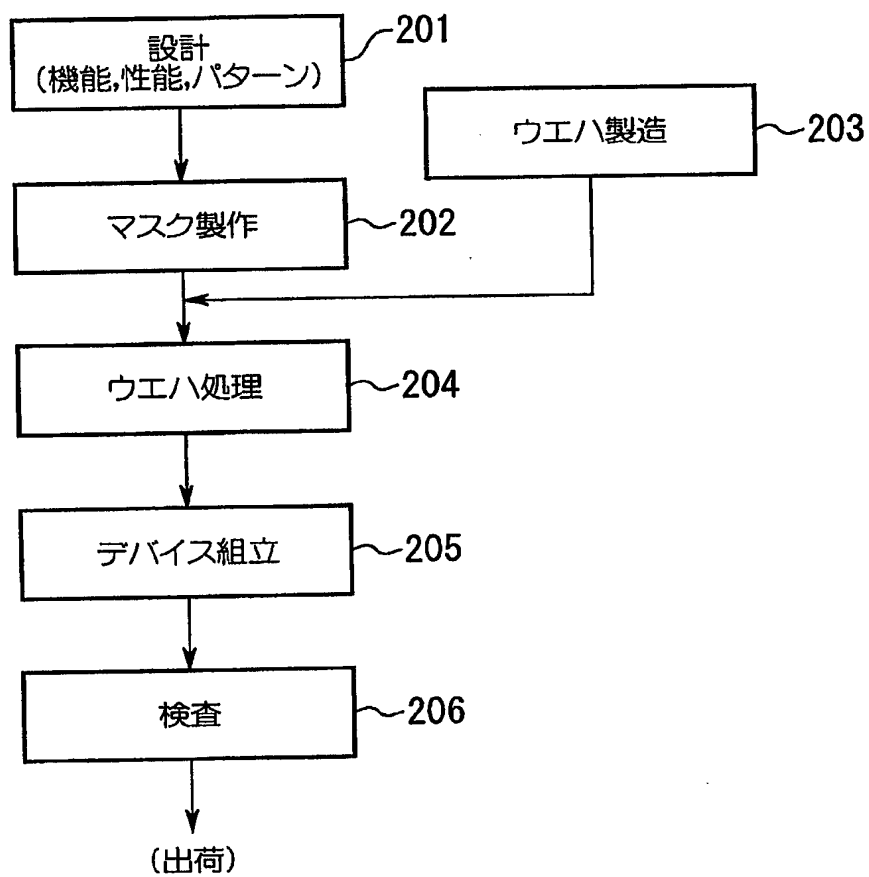 設計
(機能,性能,パターン)
201
ウエハ製造
203
マスク製作
202
ウエハ処理
204
デバイス組立
205
検査
206
(出荷)